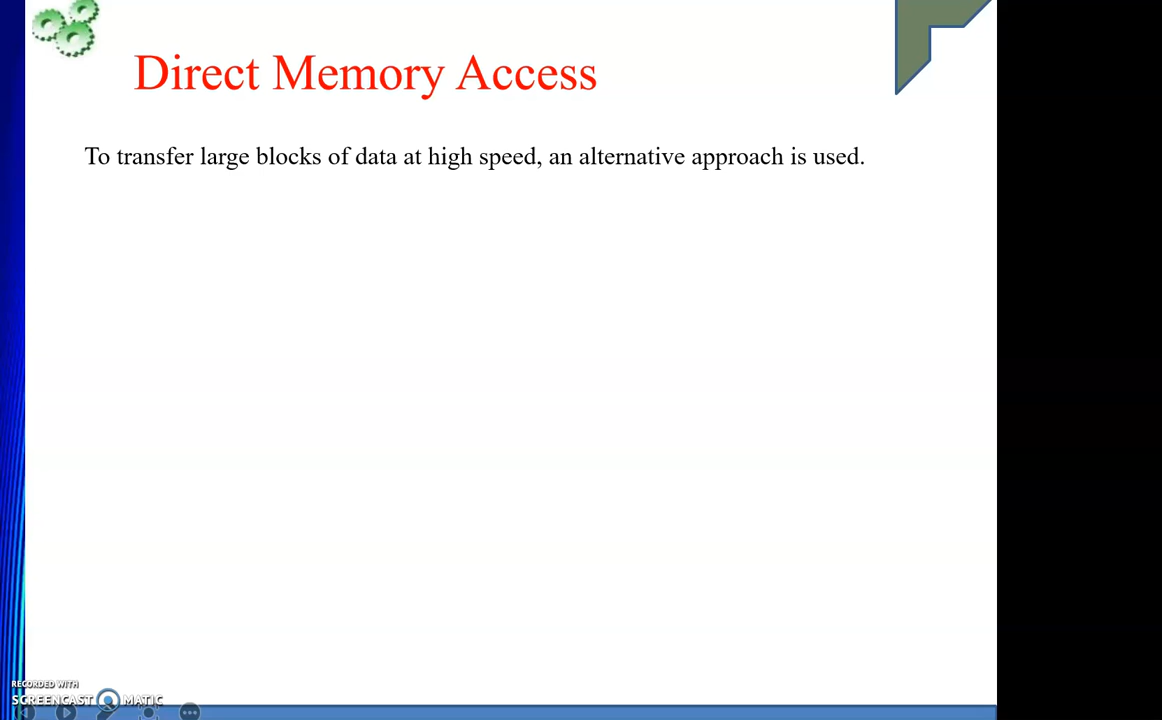 Direct Memory Access
To transfer large blocks of data at high speed, an alternative approach is used.
RECORDED WITH
SCREENCAST MATIC